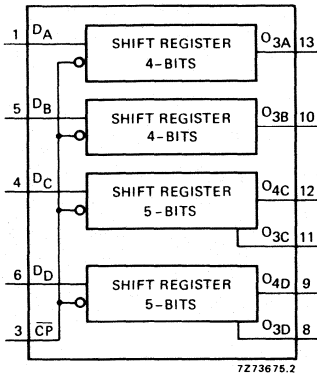 1 DA SHIFT REGISTER 4-BITS O3A 13
5 DB SHIFT REGISTER 4-BITS O3B 10
4 DC SHIFT REGISTER 5-BITS O4C 12
O3C 11
6 DD SHIFT REGISTER 5-BITS O4D 9
3 C̅P̅ O3D 8
7Z73675.2